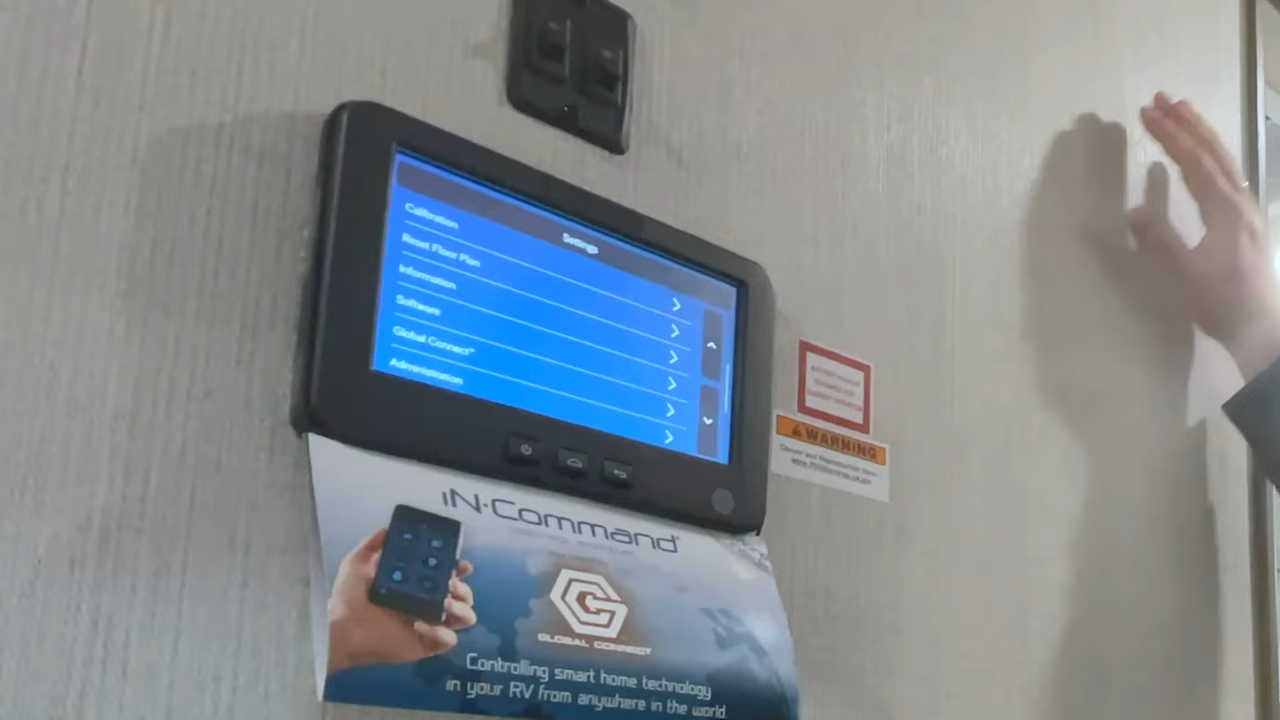 Settings
Calibration
Reset Floor Plan
Information
Software
Global Connect™
Administration
WARNING
iN·Command
GLOBAL CONNECT
Controlling smart home technology
in your RV from anywhere in the world.